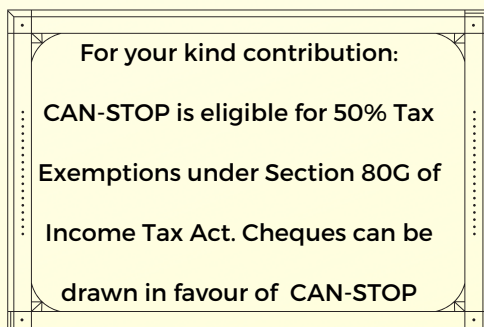 For your kind contribution:
CAN-STOP is eligible for 50% Tax
Exemptions under Section 80G of
Income Tax Act. Cheques can be
drawn in favour of CAN-STOP